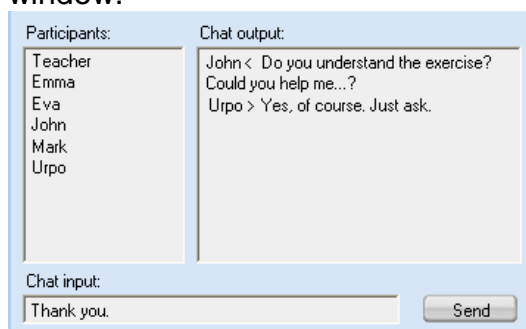 window:
Participants:
Teacher
Emma
Eva
John
Mark
Urpo
Chat output:
John < Do you understand the exercise?
Could you help me...?
Urpo > Yes, of course. Just ask.
Chat input:
Thank you.
Send